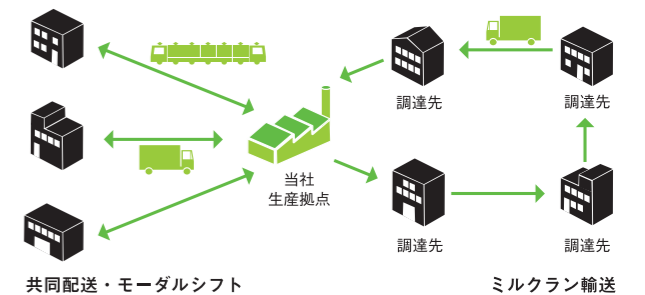 調達先
調達先
当社
生産拠点
調達先
調達先
共同配送・モーダルシフト
ミルクラン輸送